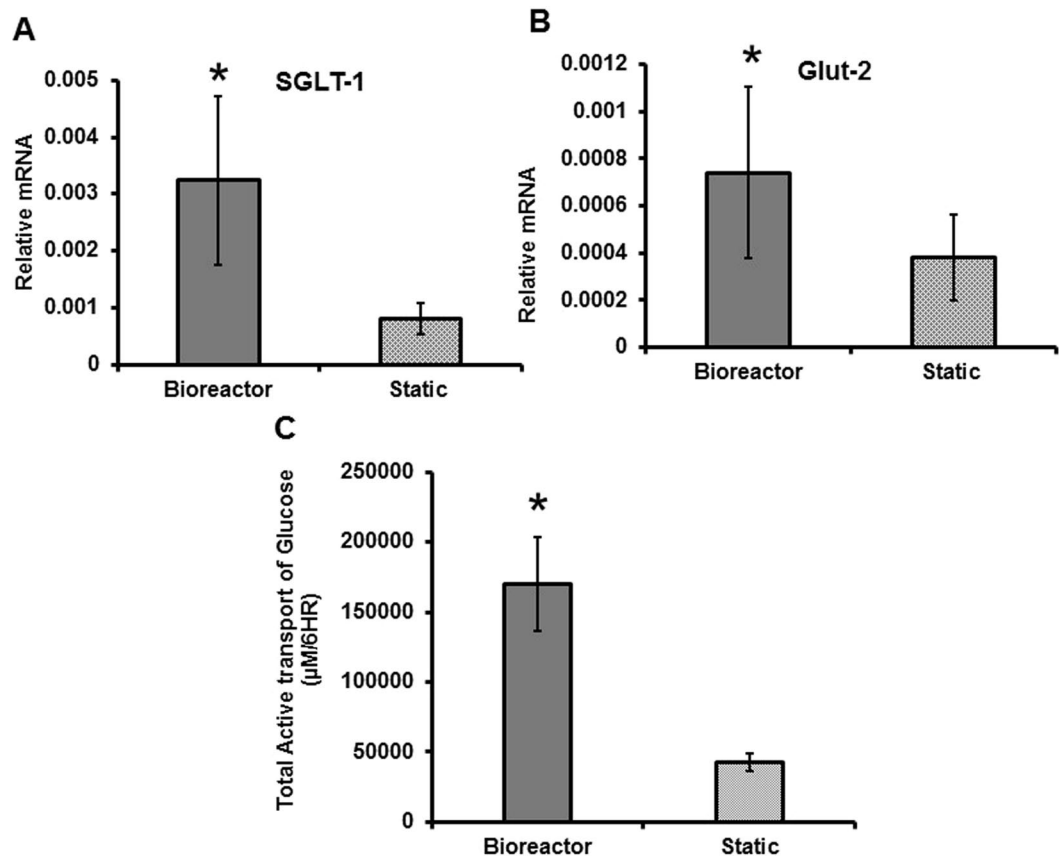 A
SGLT-1
*
Relative mRNA
0.005
0.004
0.003
0.002
0.001
0
Bioreactor Static
B
Glut-2
*
Relative mRNA
0.0012
0.001
0.0008
0.0006
0.0004
0.0002
0
Bioreactor Static
C
*
Total Active transport of Glucose
(µM/6HR)
250000
200000
150000
100000
50000
0
Bioreactor Static